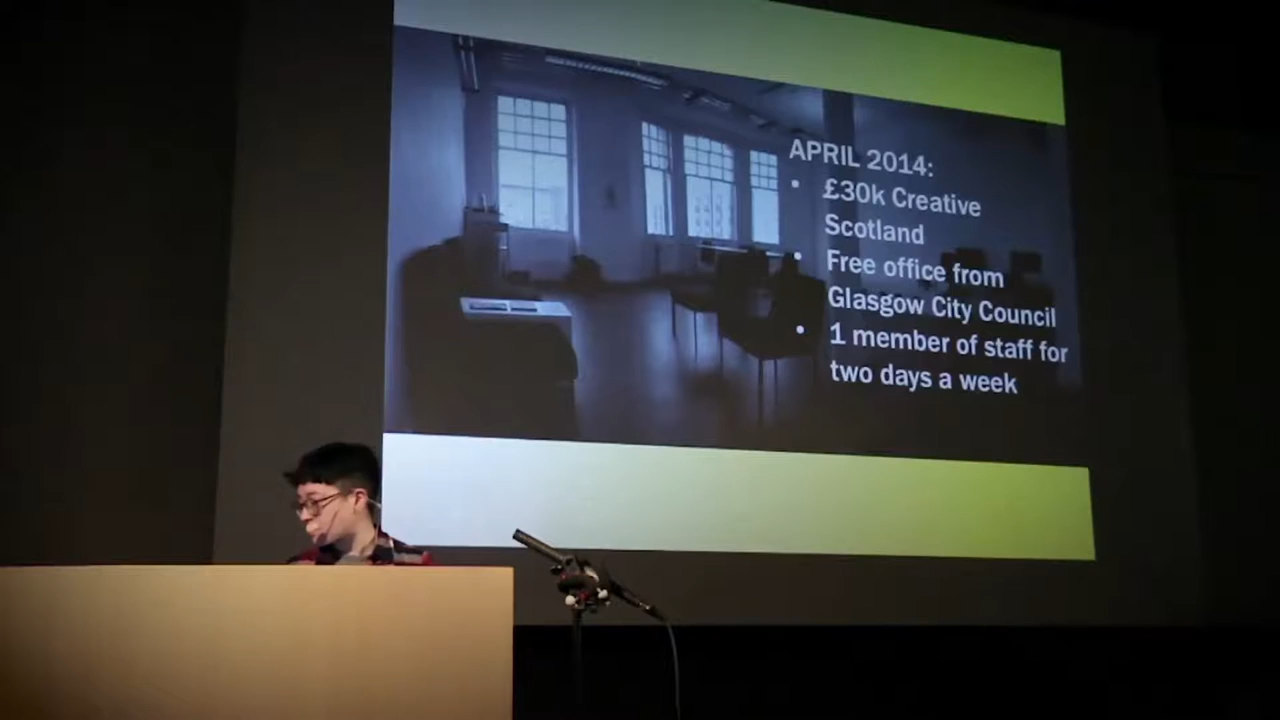 APRIL 2014:
• £30k Creative
Scotland
• Free office from
Glasgow City Council
• 1 member of staff for
two days a week